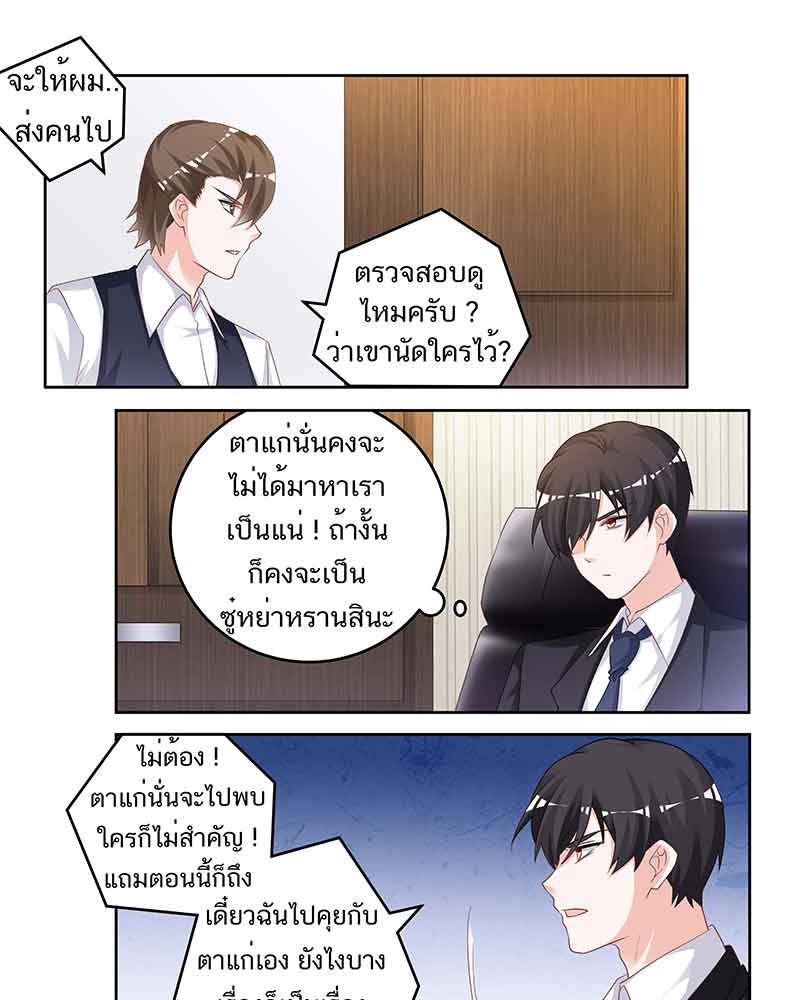 จะให้ผม..
ส่งคนไป
ตรวจสอบดู
ไหมครับ ?
ว่าเขานัดใครไว้?
ตาแก่นั่นคงจะ
ไม่ได้มาหาเรา
เป็นแน่ ! ถ้างั้น
ก็คงจะเป็น
ซู๋หย่าหรานสินะ
ไม่ต้อง !
ตาแก่นั่นจะไปพบ
ใครก็ไม่สำคัญ !
แถมตอนนี้ก็ถึง
เดี๋ยวฉันไปคุยกับ
ตาแก่เอง ยังไงบาง